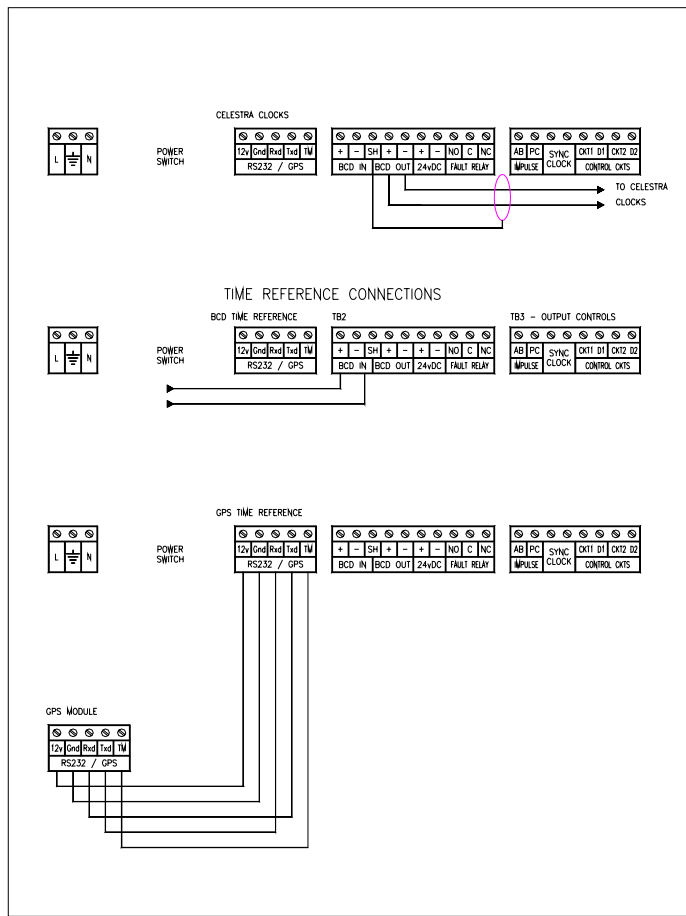 CELESTRA CLOCKS
L N
POWER
SWITCH
12v Gnd Rxd Txd TM
RS232 / GPS
+ - SH + - + - NO C NC
BCD IN BCD OUT 24vDC FAULT RELAY
AB PC SYNC CLOCK CKT1 D1 CKT2 D2
IMPULSE CONTROL CKTS
TO CELESTRA
CLOCKS
TIME REFERENCE CONNECTIONS
BCD TIME REFERENCE TB2 TB3 - OUTPUT CONTROLS
L N
POWER
SWITCH
12v Gnd Rxd Txd TM
RS232 / GPS
+ - SH + - + - NO C NC
BCD IN BCD OUT 24vDC FAULT RELAY
AB PC SYNC CLOCK CKT1 D1 CKT2 D2
IMPULSE CONTROL CKTS
GPS TIME REFERENCE
L N
POWER
SWITCH
12v Gnd Rxd Txd TM
RS232 / GPS
+ - SH + - + - NO C NC
BCD IN BCD OUT 24vDC FAULT RELAY
AB PC SYNC CLOCK CKT1 D1 CKT2 D2
IMPULSE CONTROL CKTS
GPS MODULE
12v Gnd Rxd Txd TM
RS232 / GPS